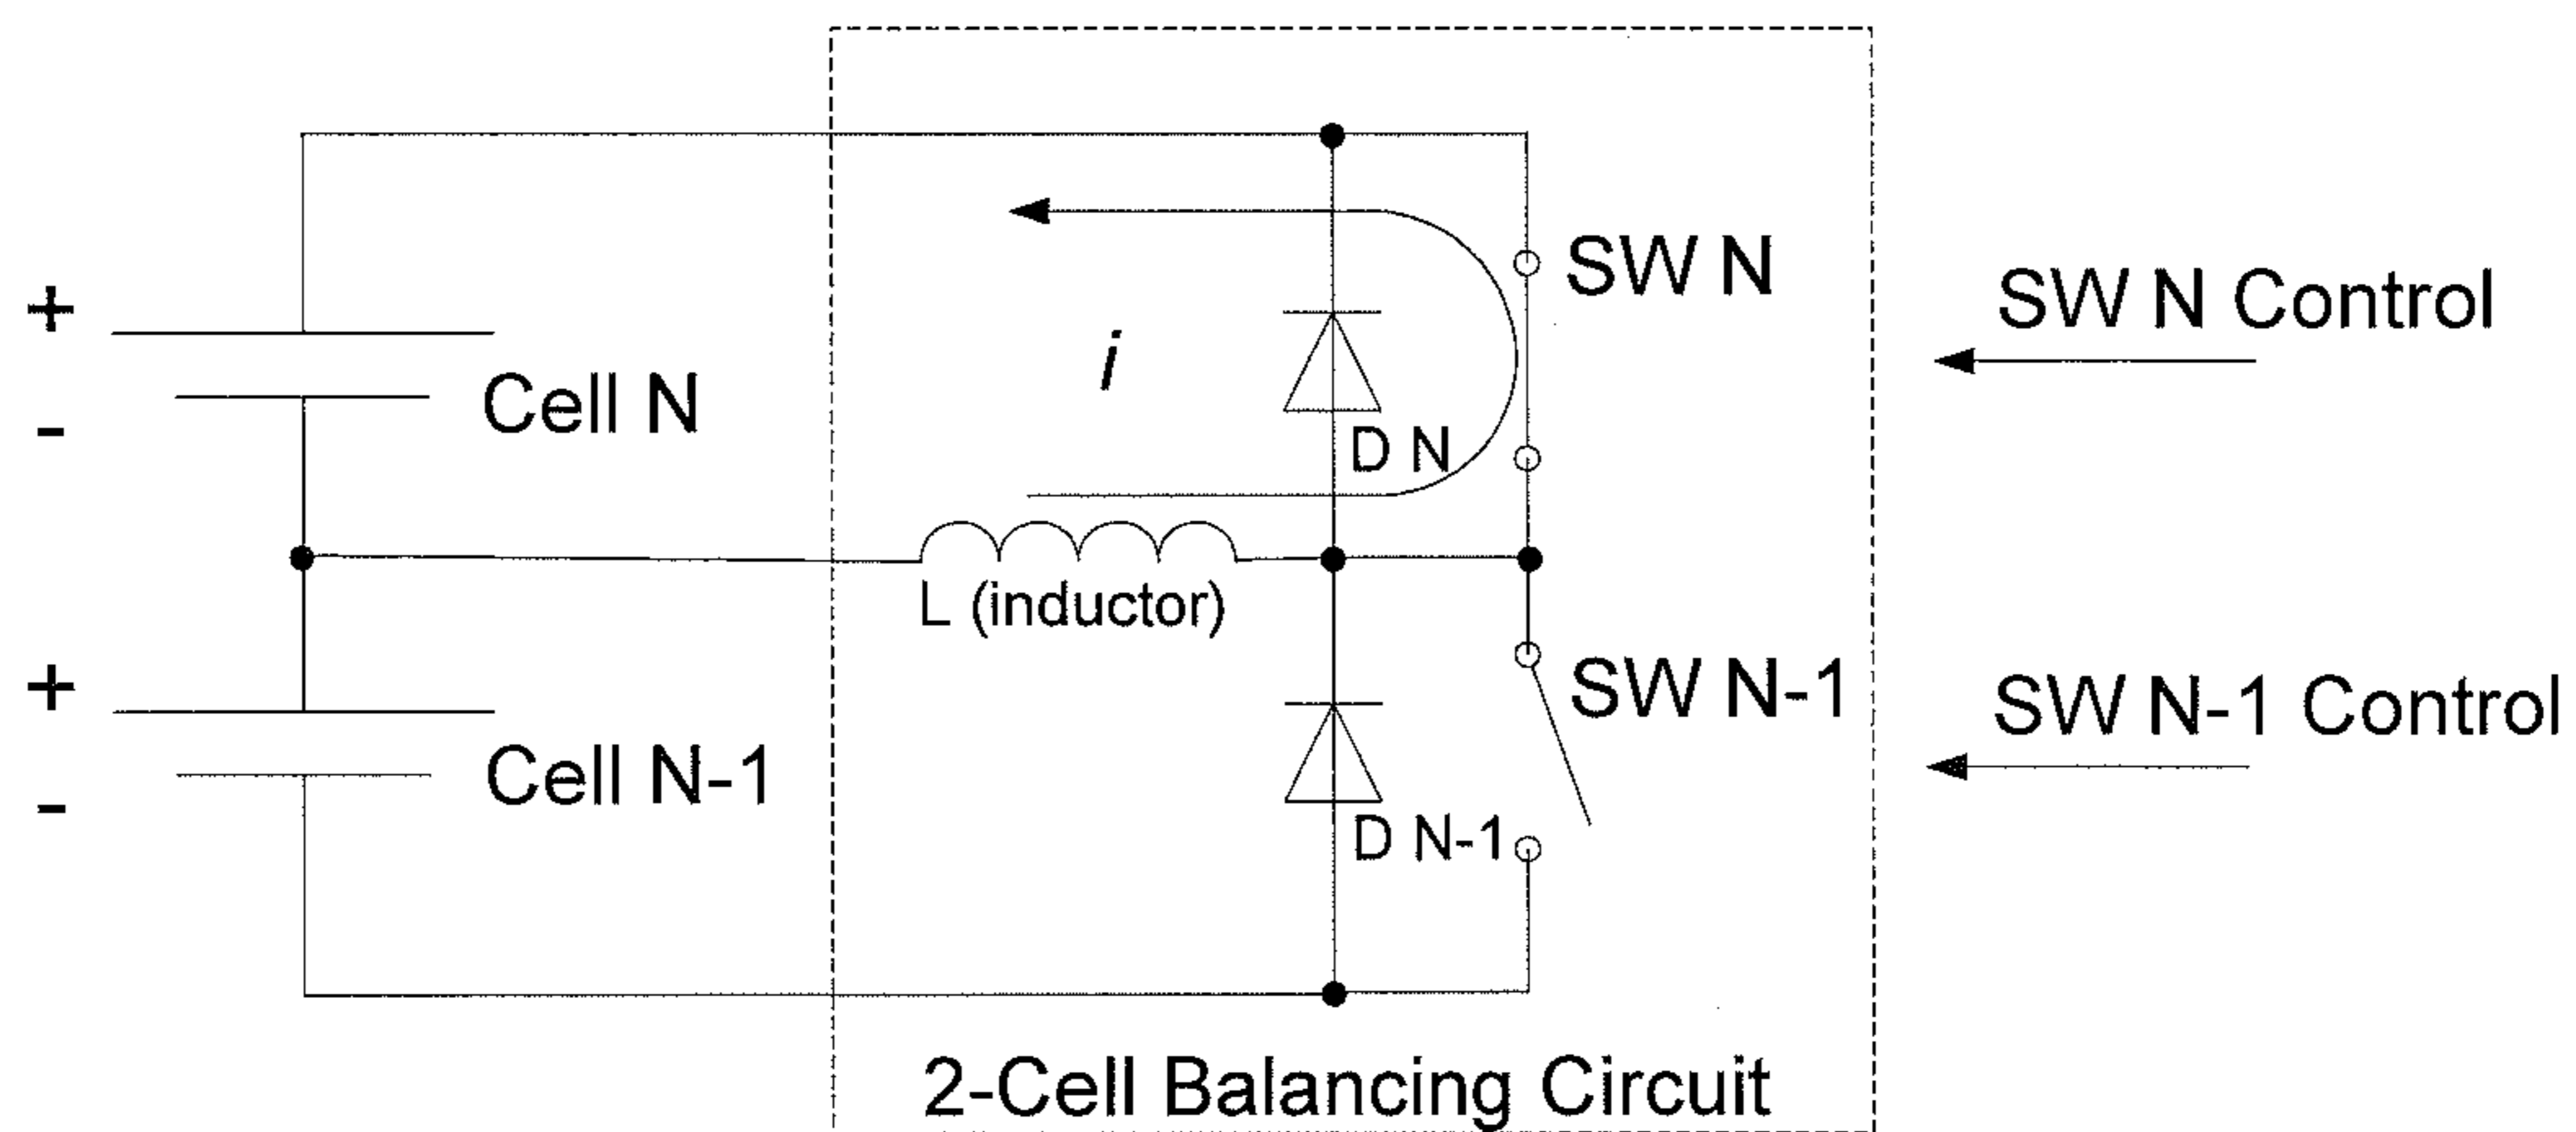 +
-
Cell N
i
D N
SW N
SW N Control
L (inductor)
+
-
Cell N-1
D N-1
SW N-1
SW N-1 Control
2-Cell Balancing Circuit